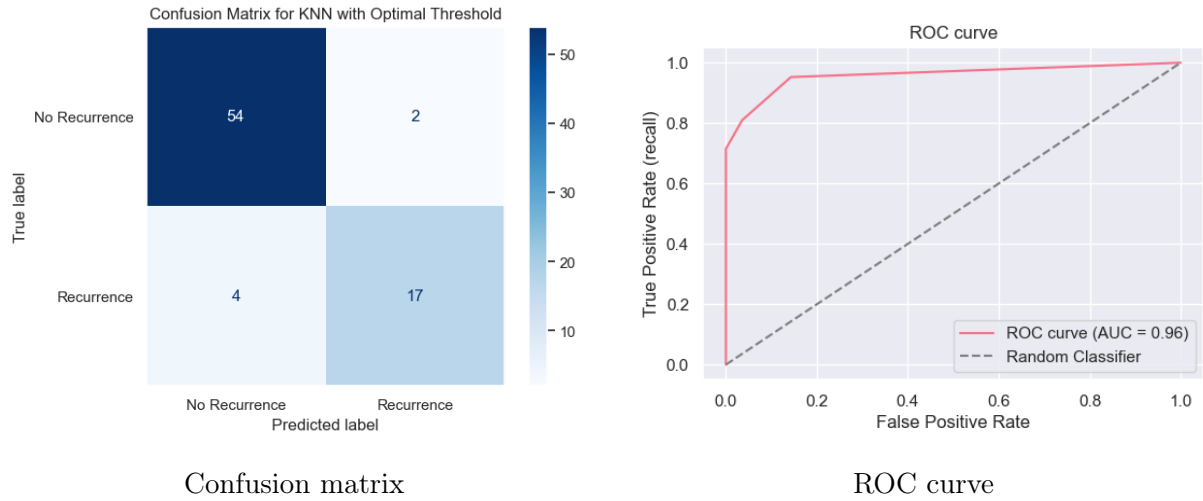 Confusion Matrix for KNN with Optimal Threshold
True label
No Recurrence
54
2
Recurrence
4
17
No Recurrence
Recurrence
Predicted label
50
40
30
20
10
Confusion matrix
ROC curve
True Positive Rate (recall)
1.0
0.8
0.6
0.4
0.2
0.0
ROC curve (AUC = 0.96)
Random Classifier
0.0
0.2
0.4
0.6
0.8
1.0
False Positive Rate
ROC curve